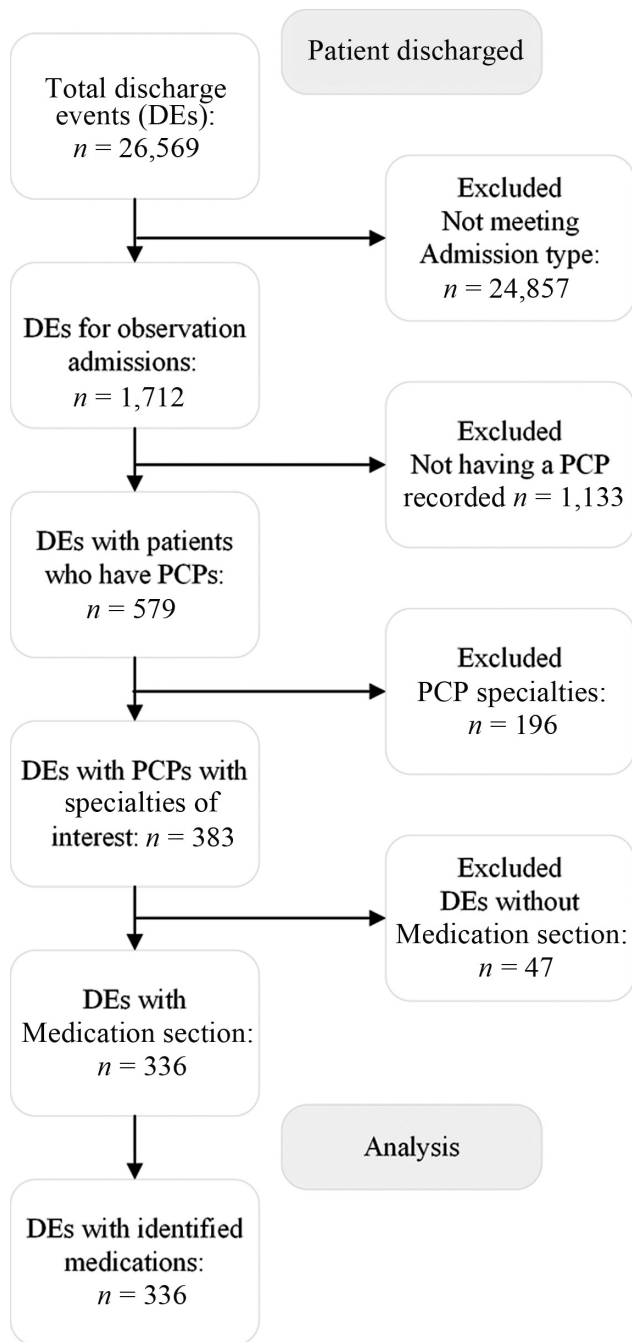 Patient discharged
Total discharge
events (DEs):
n = 26,569
Excluded
Not meeting
Admission type:
n = 24,857
DEs for observation
admissions:
n = 1,712
Excluded
Not having a PCP
recorded n = 1,133
DEs with patients
who have PCPs:
n = 579
Excluded
PCP specialties:
n = 196
DEs with PCPs with
specialties of
interest: n = 383
Excluded
DEs without
Medication section:
n = 47
DEs with
Medication section:
n = 336
Analysis
DEs with identified
medications:
n = 336